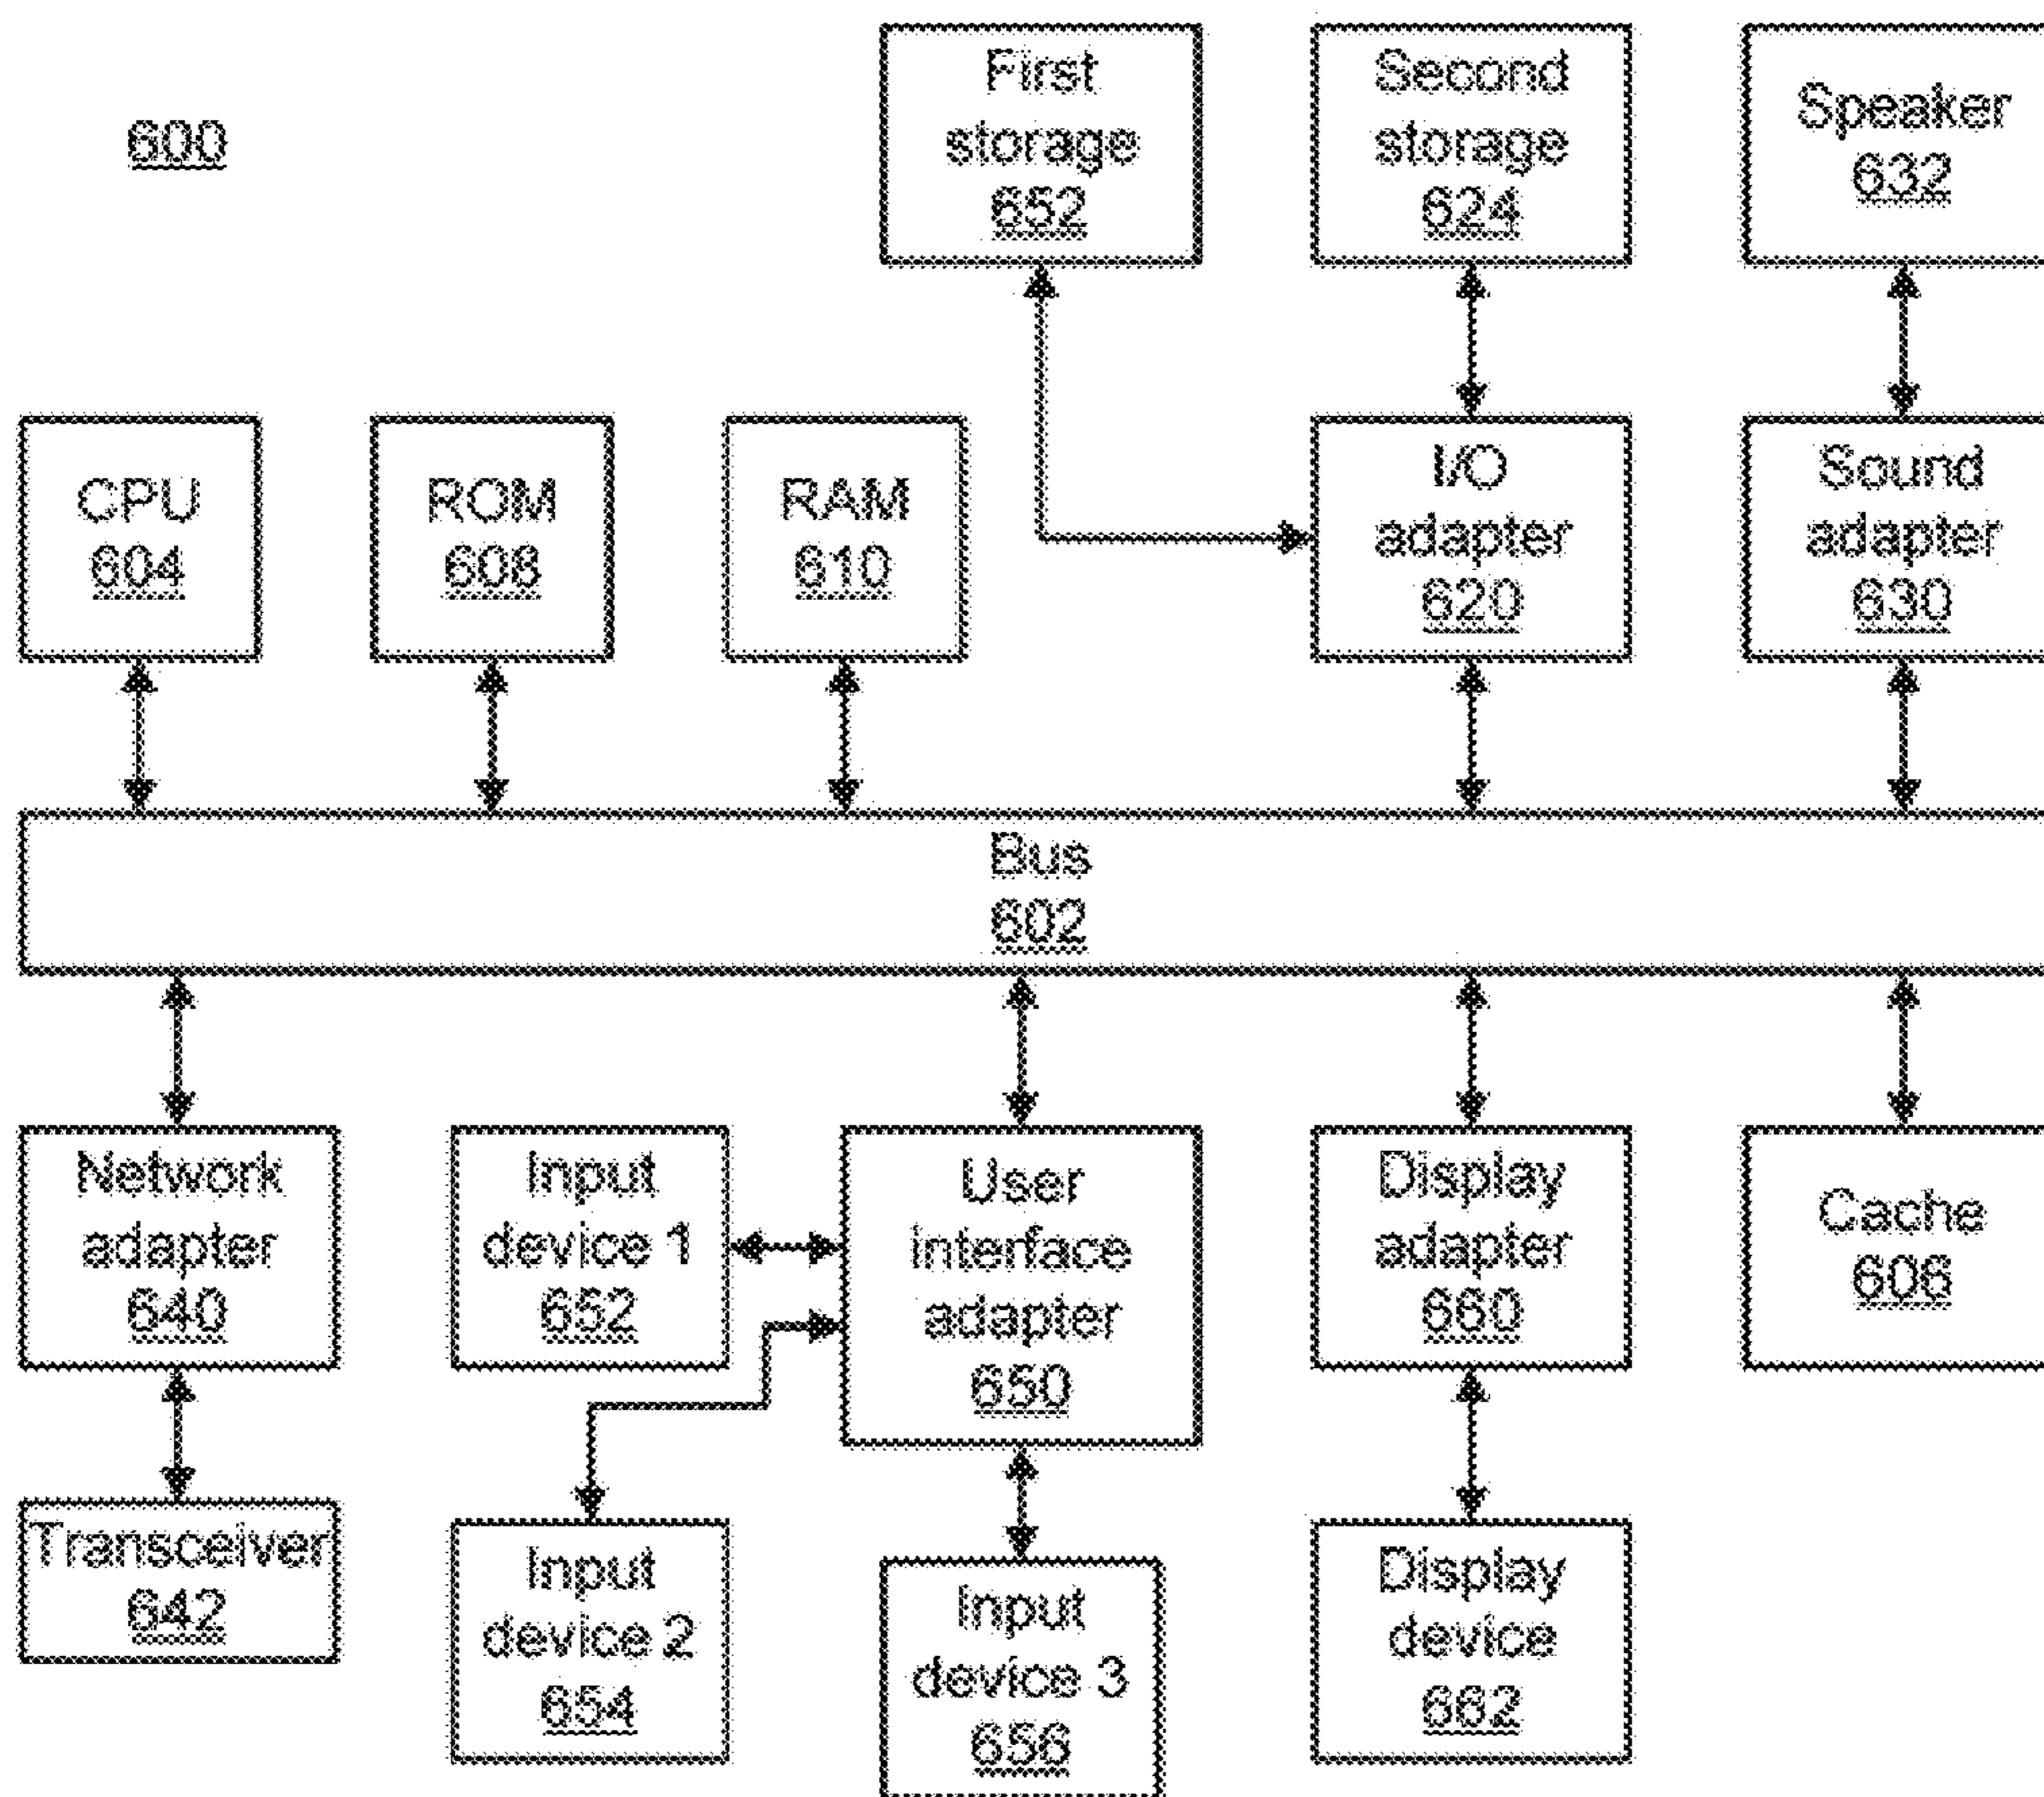 600
First
storage
652
Second
storage
624
Speaker
632
CPU
604
ROM
608
RAM
610
I/O
adapter
620
Sound
adapter
630
Bus
602
Network
adapter
640
Input
device 1
652
User
interface
adapter
650
Display
adapter
660
Cache
606
Transceiver
642
Input
device 2
654
Input
device 3
656
Display
device
662